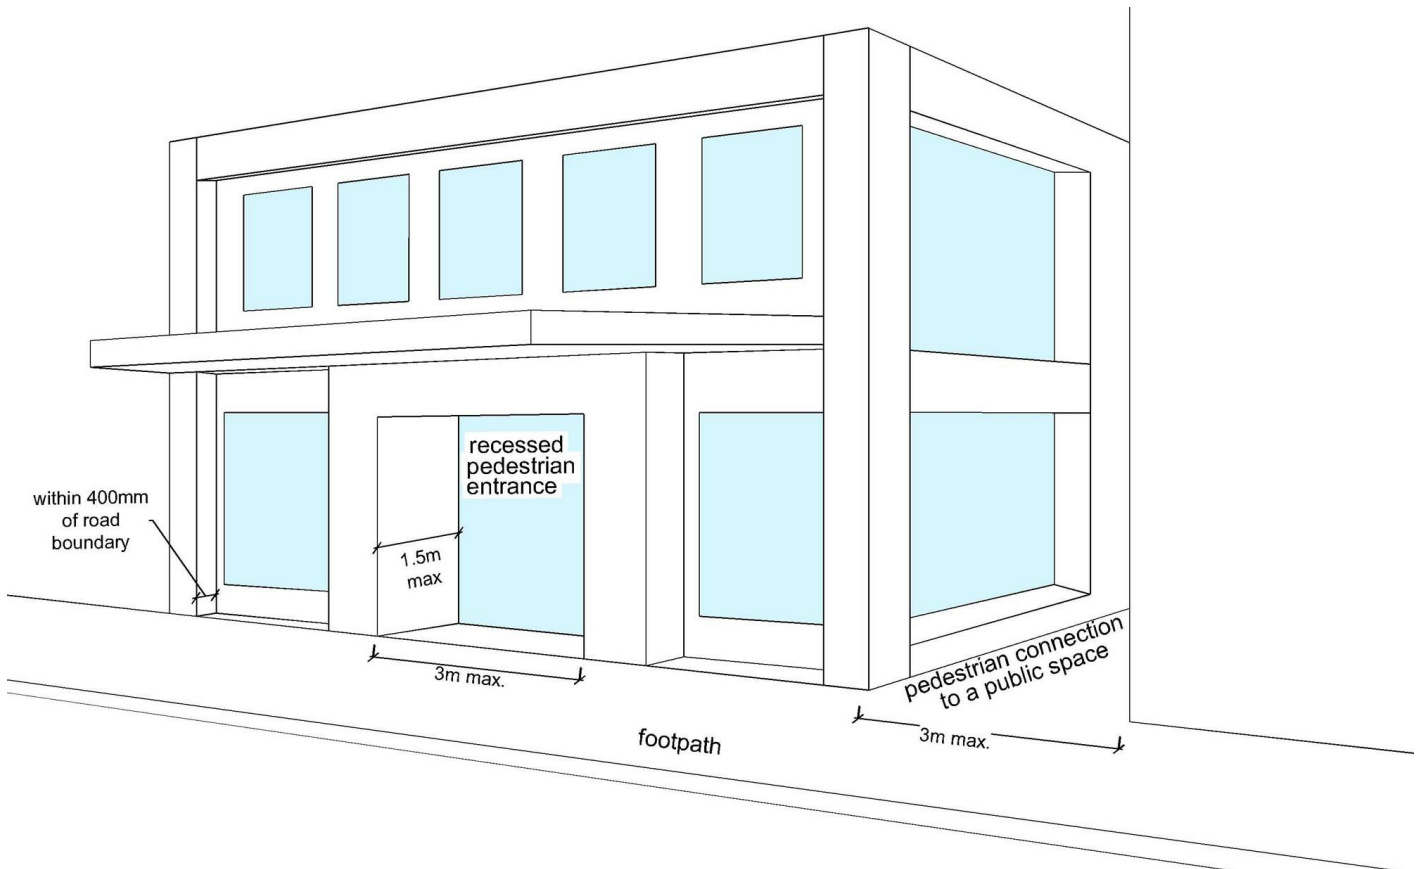 recessed
pedestrian
entrance
within 400mm
of road
boundary
1.5m
max
3m max.
pedestrian connection
to a public space
3m max.
footpath